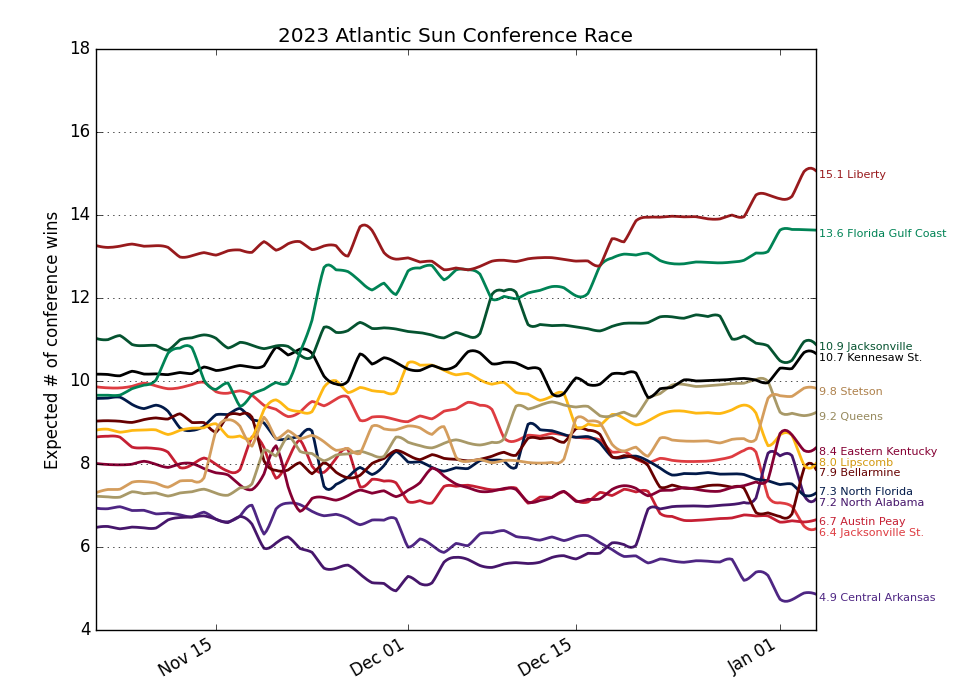 2023 Atlantic Sun Conference Race
Expected # of conference wins
18
16
14
12
10
8
6
4
15.1 Liberty
13.6 Florida Gulf Coast
10.9 Jacksonville
10.7 Kennesaw St.
9.8 Stetson
9.2 Queens
8.4 Eastern Kentucky
8.0 Lipscomb
7.9 Bellarmine
7.3 North Florida
7.2 North Alabama
6.7 Austin Peay
6.4 Jacksonville St.
4.9 Central Arkansas
Nov 15
Dec 01
Dec 15
Jan 01